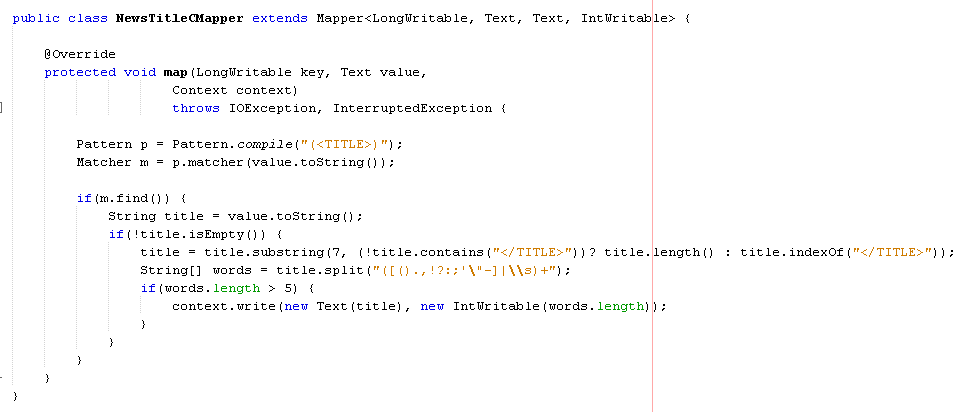 public class NewsTitleCMapper extends Mapper<LongWritable, Text, Text, IntWritable> {
@Override
protected void map(LongWritable key, Text value,
Context context)
throws IOException, InterruptedException {
Pattern p = Pattern.compile("(<TITLE>)");
Matcher m = p.matcher(value.toString());
if(m.find()) {
String title = value.toString();
if(!title.isEmpty()) {
title = title.substring(7, (!title.contains("</TITLE>"))? title.length() : title.indexOf("</TITLE>"));
String[] words = title.split("([().,!?:;'\"-]|\\s)+");
if(words.length > 5) {
context.write(new Text(title), new IntWritable(words.length));
}
}
}
}
}